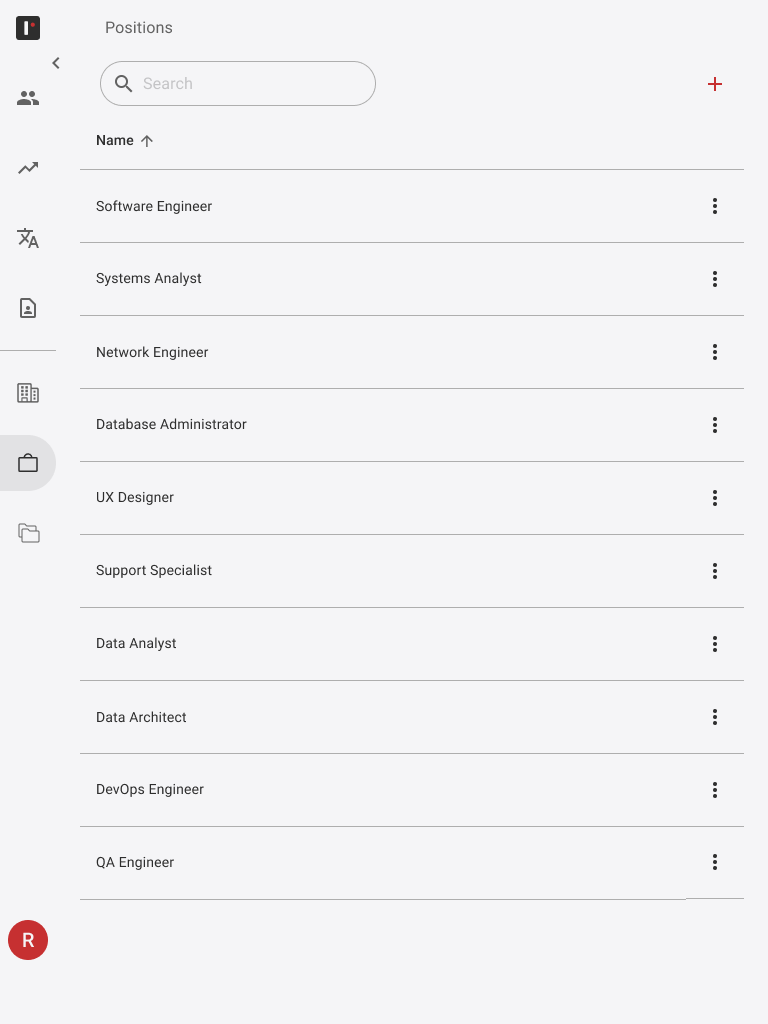 Positions
Search
Name
Software Engineer
Systems Analyst
Network Engineer
Database Administrator
UX Designer
Support Specialist
Data Analyst
Data Architect
DevOps Engineer
QA Engineer
R